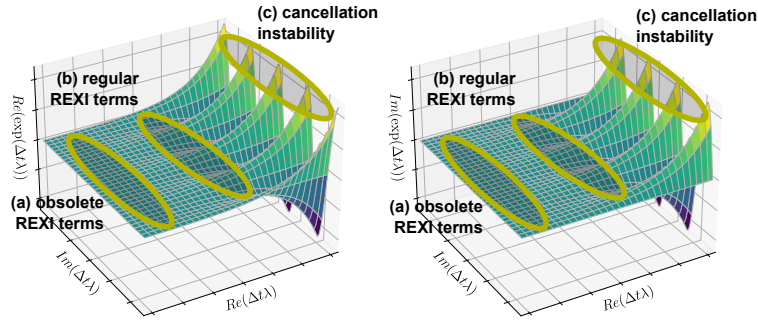 (c) cancellation
instability
(b) regular
REXI terms
Re(exp(Δtλ))
(a) obsolete
REXI terms
Im(Δtλ)
Re(Δtλ)
(c) cancellation
instability
(b) regular
REXI terms
Im(exp(Δtλ))
(a) obsolete
REXI terms
Im(Δtλ)
Re(Δtλ)